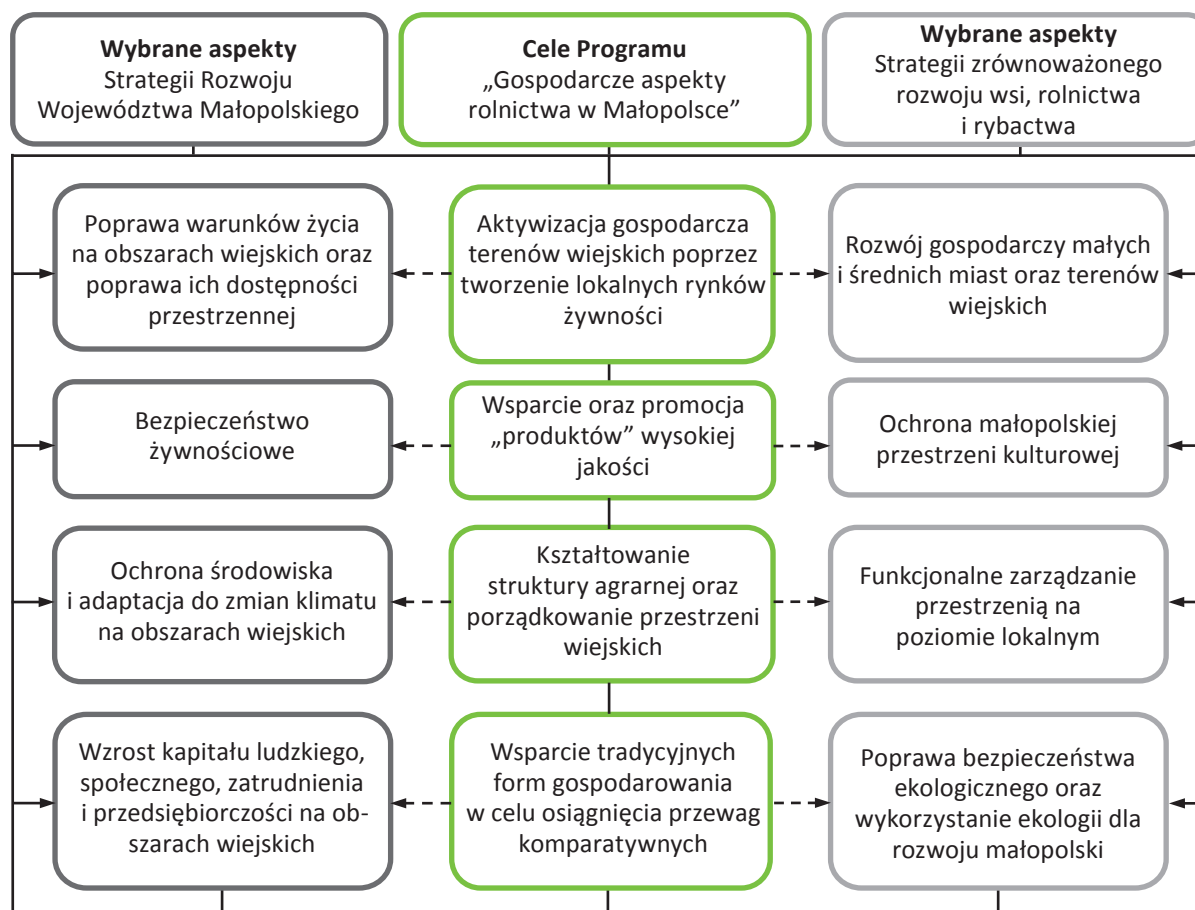 Wybrane aspekty
Strategii Rozwoju
Województwa Małopolskiego
Cele Programu
„Gospodarcze aspekty
rolnictwa w Małopolsce”
Wybrane aspekty
Strategii zrównoważonego
rozwoju wsi, rolnictwa
i rybactwa
Poprawa warunków życia
na obszarach wiejskich oraz
poprawa ich dostępności
przestrzennej
Aktywizacja gospodarcza
terenów wiejskich poprzez
tworzenie lokalnych rynków
żywności
Rozwój gospodarczy małych
i średnich miast oraz terenów
wiejskich
Bezpieczeństwo
żywnościowe
Wsparcie oraz promocja
„produktów” wysokiej
jakości
Ochrona małopolskiej
przestrzeni kulturowej
Ochrona środowiska
i adaptacja do zmian klimatu
na obszarach wiejskich
Kształtowanie
struktury agrarnej oraz
porządkowanie przestrzeni
wiejskich
Funkcjonalne zarządzanie
przestrzenią na
poziomie lokalnym
Wzrost kapitału ludzkiego,
społecznego, zatrudnienia
i przedsiębiorczości na ob-
szarach wiejskich
Wsparcie tradycyjnych
form gospodarowania
w celu osiągnięcia przewag
komparatywnych
Poprawa bezpieczeństwa
ekologicznego oraz
wykorzystanie ekologii dla
rozwoju małopolski